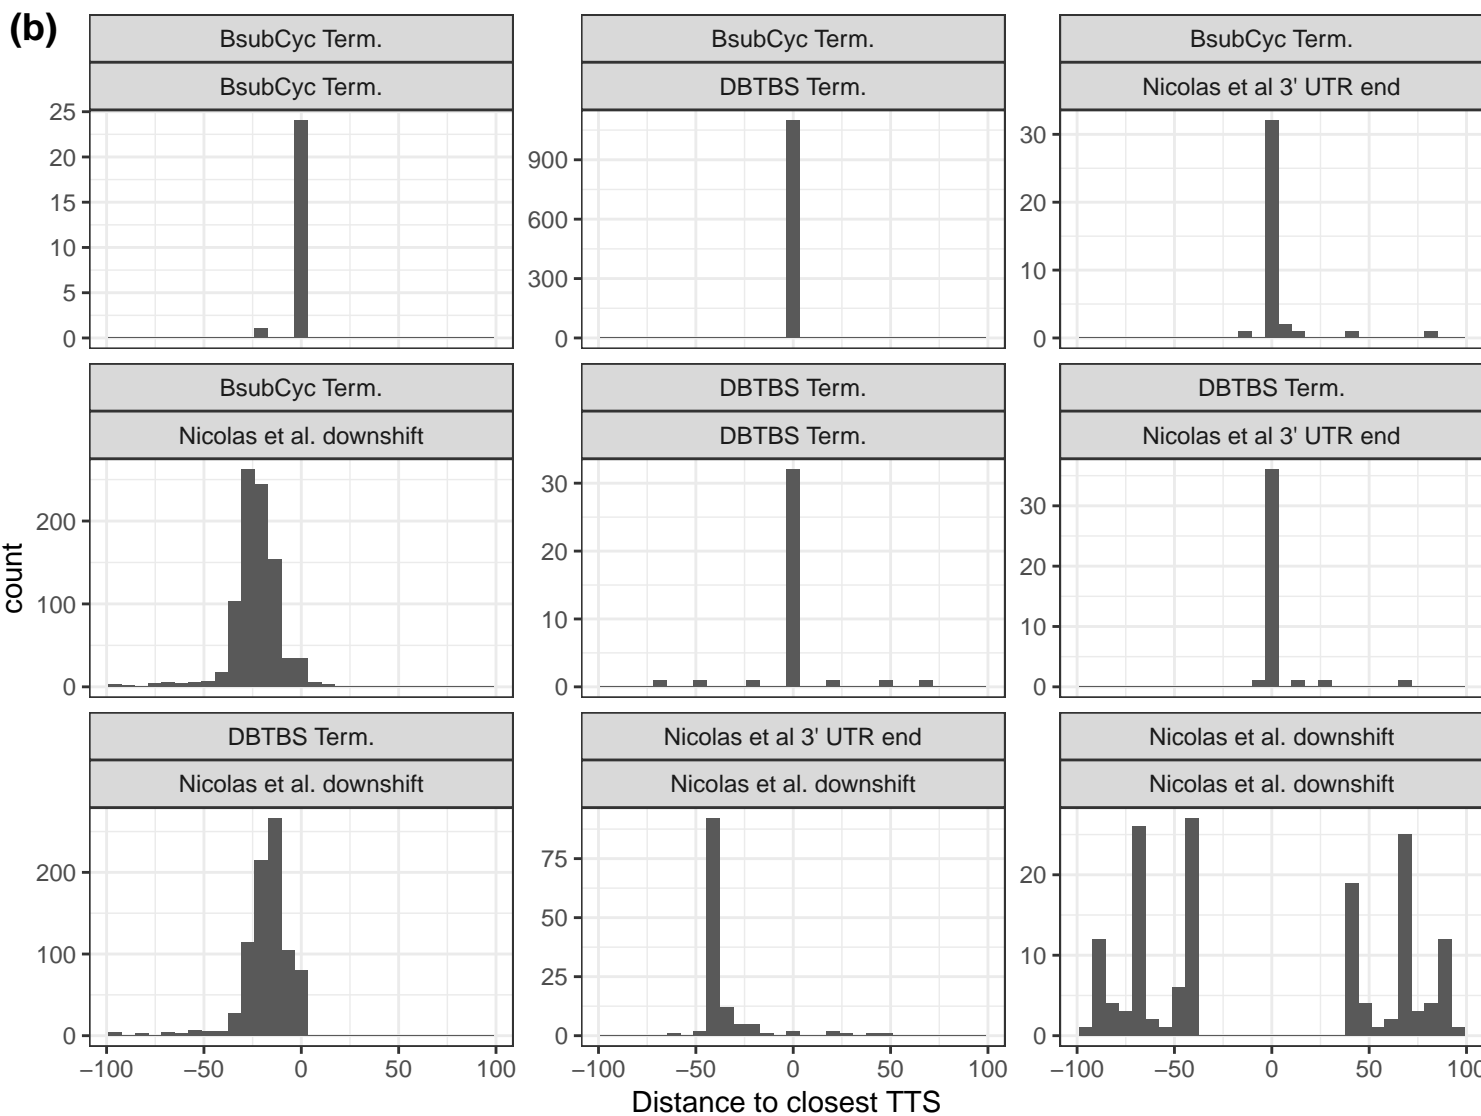 (b)
BsubCyc Term.
BsubCyc Term.
BsubCyc Term.
BsubCyc Term.
DBTBS Term.
Nicolas et al 3' UTR end
25
20
15
10
5
0
900
600
300
0
30
20
10
0
BsubCyc Term.
DBTBS Term.
DBTBS Term.
Nicolas et al. downshift
DBTBS Term.
Nicolas et al 3' UTR end
200
100
0
30
20
10
0
30
20
10
0
DBTBS Term.
Nicolas et al 3' UTR end
Nicolas et al. downshift
Nicolas et al. downshift
Nicolas et al. downshift
Nicolas et al. downshift
200
100
0
75
50
25
0
20
10
0
−100 −50 0 50 100
−100 −50 0 50 100
−100 −50 0 50 100
count
Distance to closest TTS